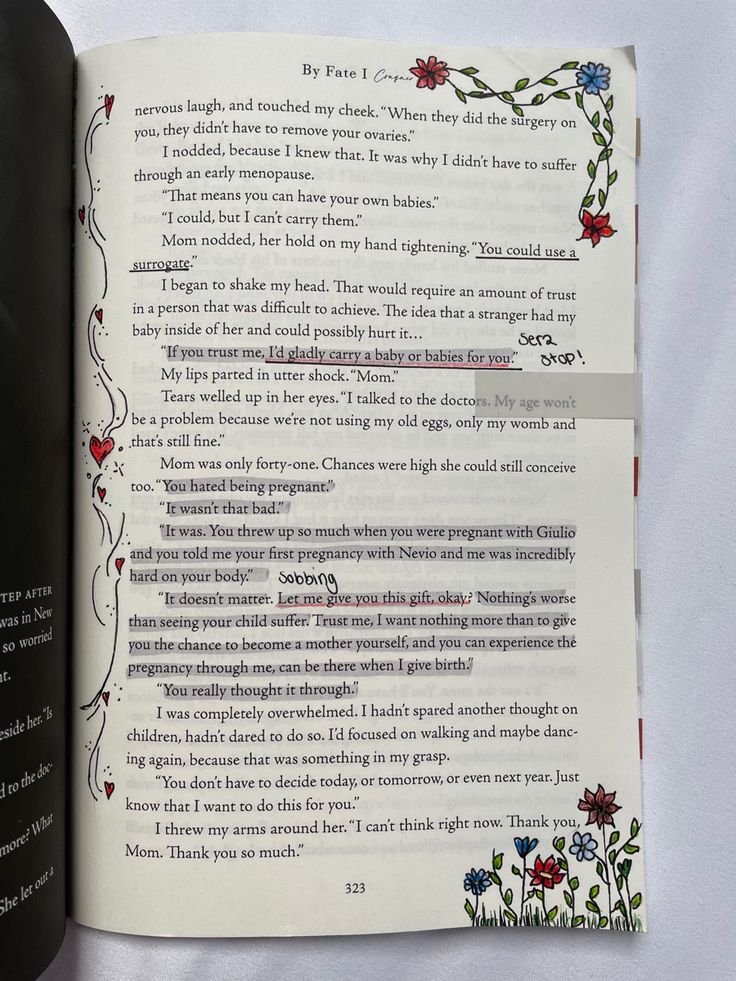 By Fate I Conquer
nervous laugh, and touched my cheek. “When they did the surgery on
you, they didn’t have to remove your ovaries.”
I nodded, because I knew that. It was why I didn’t have to suffer
through an early menopause.
“That means you can have your own babies.”
“I could, but I can’t carry them.”
Mom nodded, her hold on my hand tightening. “You could use a
surrogate.”
I began to shake my head. That would require an amount of trust
in a person that was difficult to achieve. The idea that a stranger had my
baby inside of her and could possibly hurt it…
“If you trust me, I’d gladly carry a baby or babies for you.”
sera
stop!
My lips parted in utter shock. “Mom.”
Tears welled up in her eyes. “I talked to the doctors. My age won’t
be a problem because we’re not using my old eggs, only my womb and
that’s still fine.”
Mom was only forty-one. Chances were high she could still conceive
too. “You hated being pregnant.”
“It wasn’t that bad.”
“It was. You threw up so much when you were pregnant with Giulio
and you told me your first pregnancy with Nevio and me was incredibly
hard on your body.”
sobbing
“It doesn’t matter. Let me give you this gift, okay? Nothing’s worse
than seeing your child suffer. Trust me, I want nothing more than to give
you the chance to become a mother yourself, and you can experience the
pregnancy through me, can be there when I give birth.”
“You really thought it through.”
I was completely overwhelmed. I hadn’t spared another thought on
children, hadn’t dared to do so. I’d focused on walking and maybe danc-
ing again, because that was something in my grasp.
“You don’t have to decide today, or tomorrow, or even next year. Just
know that I want to do this for you.”
I threw my arms around her. “I can’t think right now. Thank you,
Mom. Thank you so much.”
323
TEP AFTER
was in New
so worried
eside her. “Is
d to the doc-
more? What
She let out a